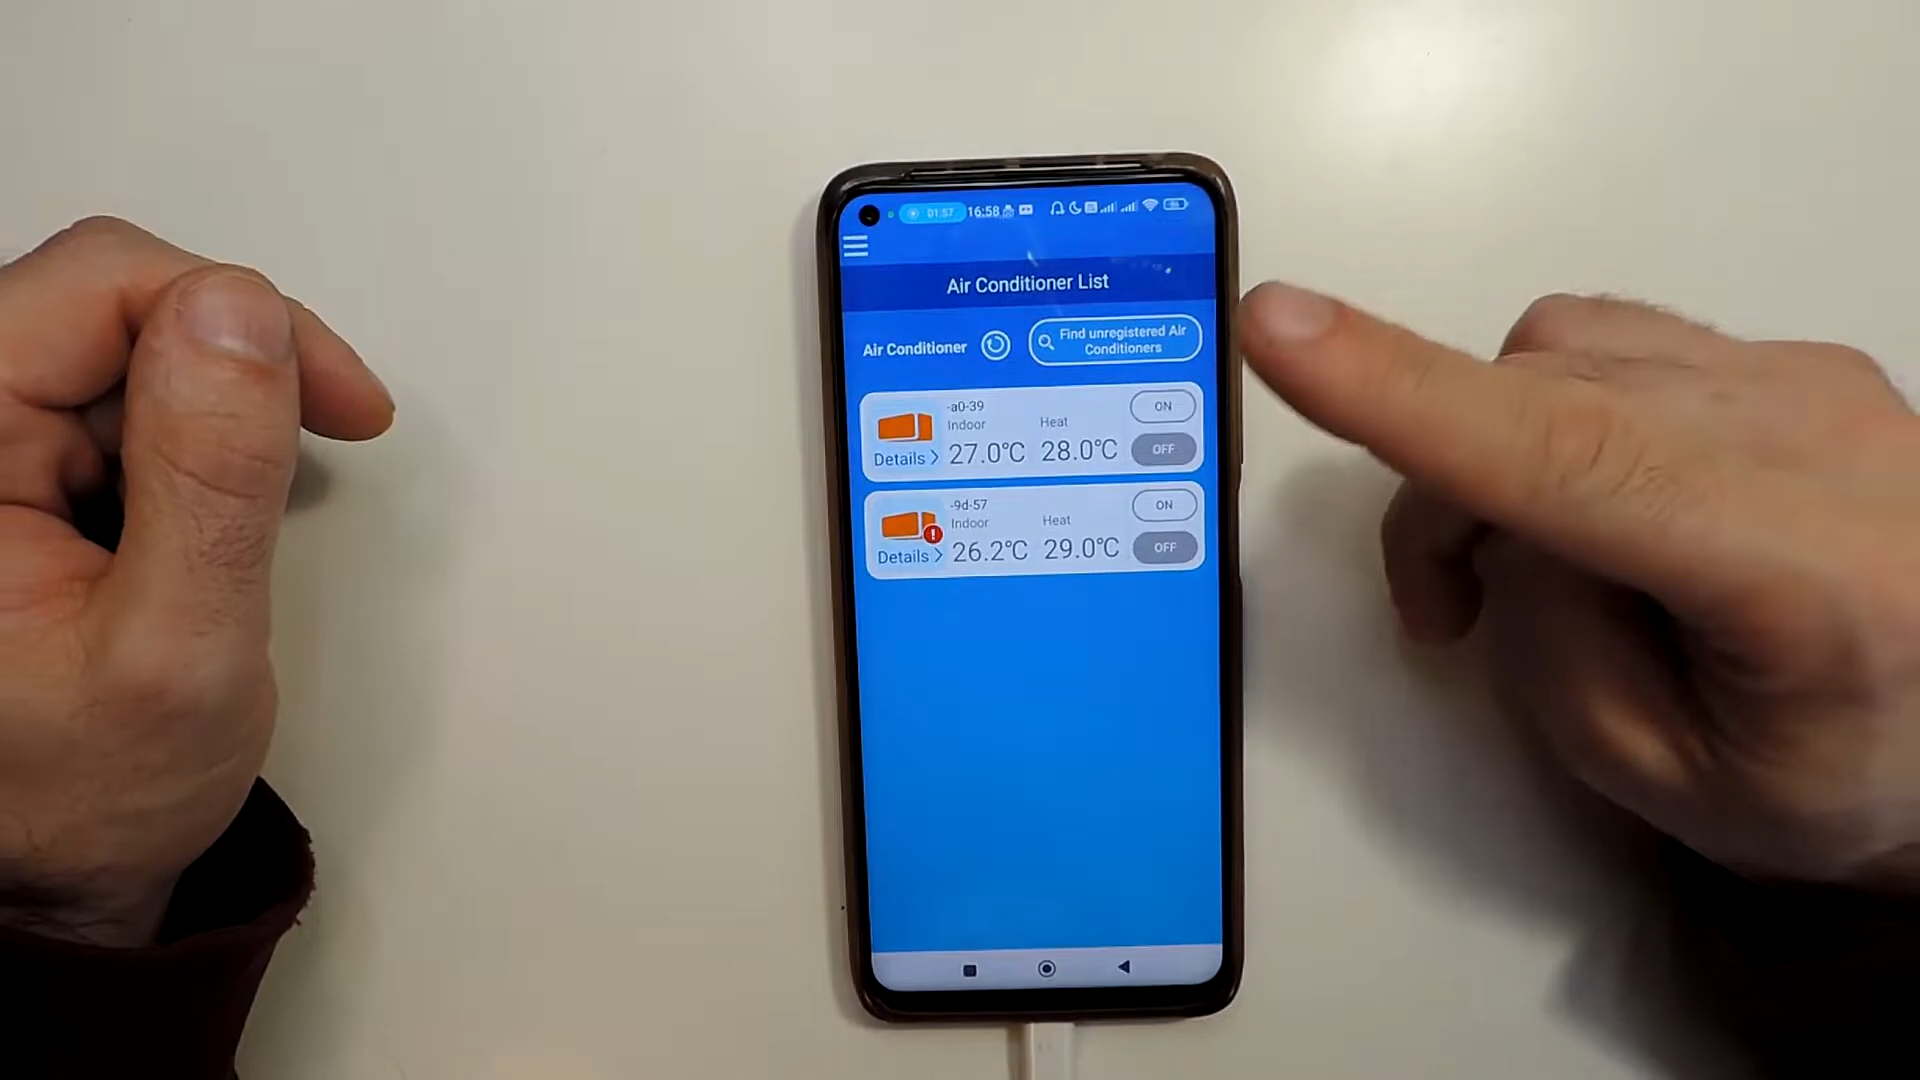 01:57 16:58
Air Conditioner List
Air Conditioner
Find unregistered Air
Conditioners
-a0-39
Indoor
Heat
ON
Details > 27.0℃ 28.0℃
OFF
-9d-57
Indoor
Heat
ON
!
Details > 26.2℃ 29.0℃
OFF